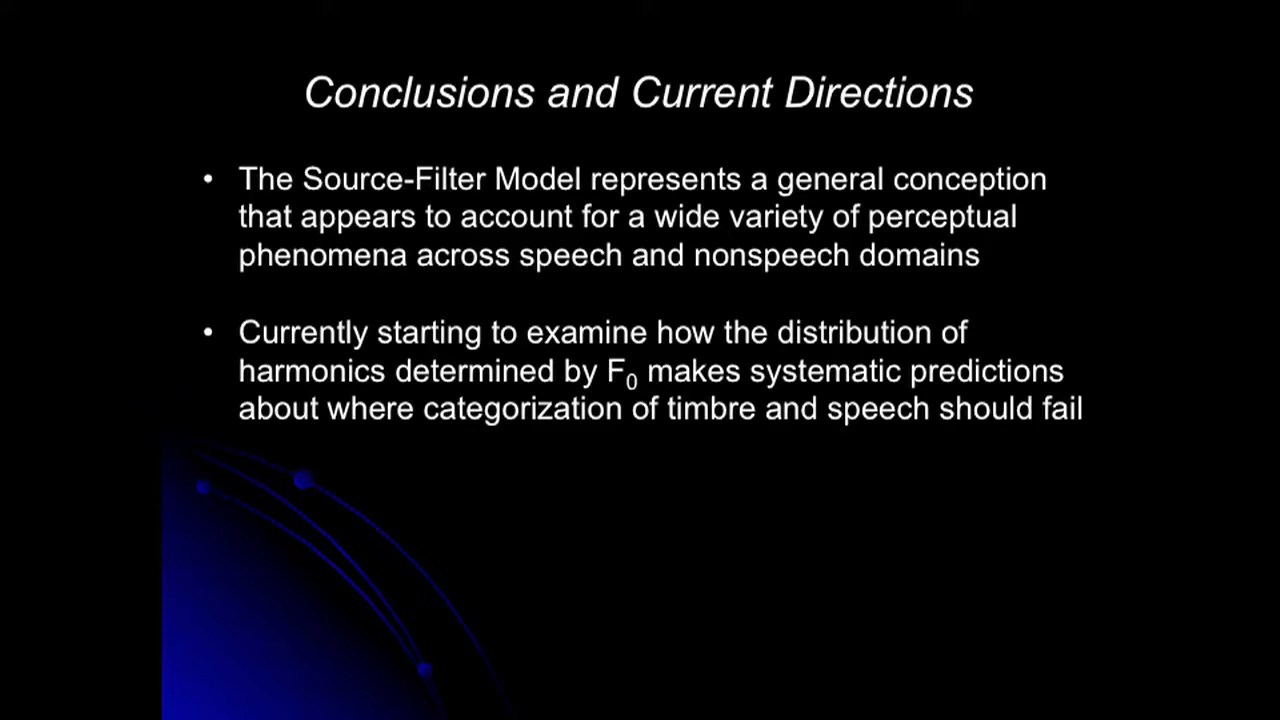 Conclusions and Current Directions
• The Source-Filter Model represents a general conception
that appears to account for a wide variety of perceptual
phenomena across speech and nonspeech domains
• Currently starting to examine how the distribution of
harmonics determined by F₀ makes systematic predictions
about where categorization of timbre and speech should fail